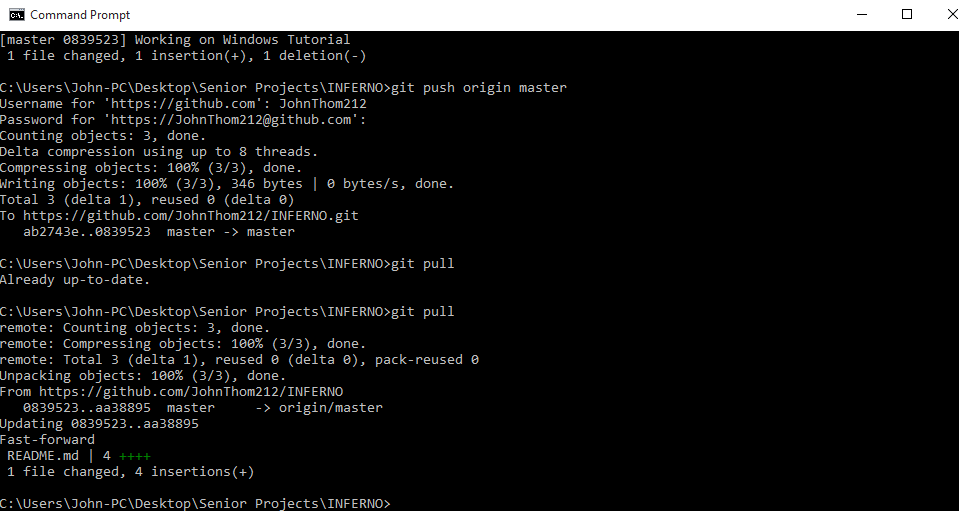 Command Prompt
[master 0839523] Working on Windows Tutorial
 1 file changed, 1 insertion(+), 1 deletion(-)
C:\Users\John-PC\Desktop\Senior Projects\INFERNO>git push origin master
Username for 'https://github.com': JohnThom212
Password for 'https://JohnThom212@github.com':
Counting objects: 3, done.
Delta compression using up to 8 threads.
Compressing objects: 100% (3/3), done.
Writing objects: 100% (3/3), 346 bytes | 0 bytes/s, done.
Total 3 (delta 1), reused 0 (delta 0)
To https://github.com/JohnThom212/INFERNO.git
   ab2743e..0839523  master -> master
C:\Users\John-PC\Desktop\Senior Projects\INFERNO>git pull
Already up-to-date.
C:\Users\John-PC\Desktop\Senior Projects\INFERNO>git pull
remote: Counting objects: 3, done.
remote: Compressing objects: 100% (3/3), done.
remote: Total 3 (delta 1), reused 0 (delta 0), pack-reused 0
Unpacking objects: 100% (3/3), done.
From https://github.com/JohnThom212/INFERNO
   0839523..aa38895  master     -> origin/master
Updating 0839523..aa38895
Fast-forward
 README.md | 4 ++++
 1 file changed, 4 insertions(+)
C:\Users\John-PC\Desktop\Senior Projects\INFERNO>